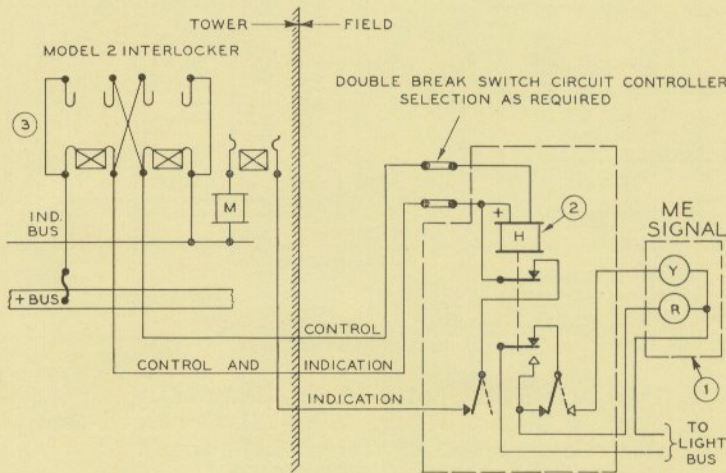 TOWER
FIELD
MODEL 2 INTERLOCKER
DOUBLE BREAK SWITCH CIRCUIT CONTROLLER
SELECTION AS REQUIRED
3
M
IND.
BUS
+ BUS
+
H
2
ME
SIGNAL
Y
R
1
CONTROL
CONTROL AND INDICATION
INDICATION
TO
LIGHT
BUS